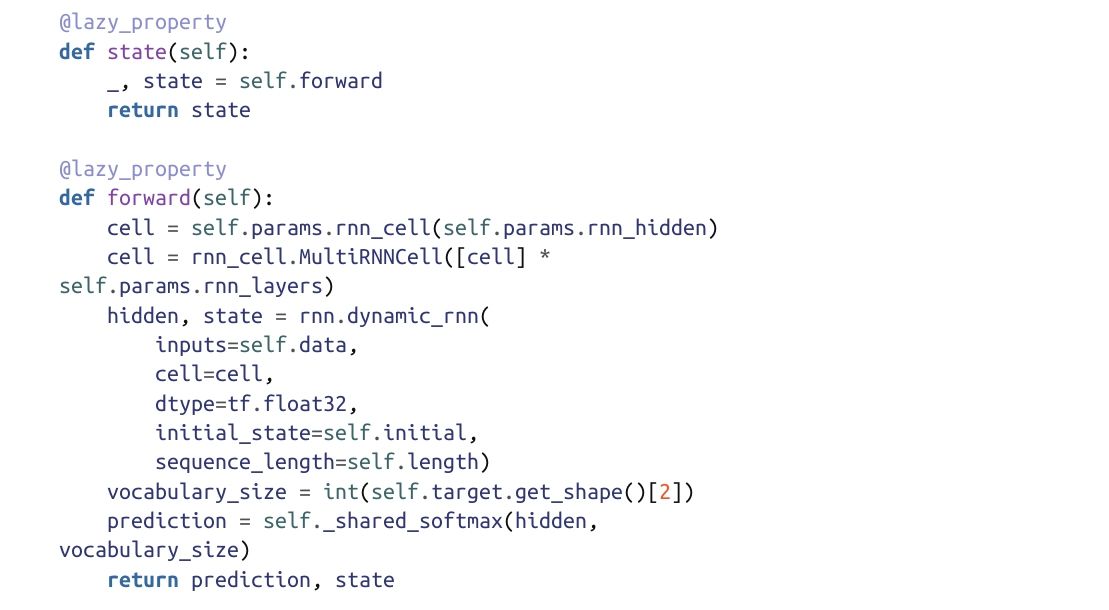 @lazy_property
def state(self):
    _, state = self.forward
    return state

@lazy_property
def forward(self):
    cell = self.params.rnn_cell(self.params.rnn_hidden)
    cell = rnn_cell.MultiRNNCell([cell] *
self.params.rnn_layers)
    hidden, state = rnn.dynamic_rnn(
        inputs=self.data,
        cell=cell,
        dtype=tf.float32,
        initial_state=self.initial,
        sequence_length=self.length)
    vocabulary_size = int(self.target.get_shape()[2])
    prediction = self._shared_softmax(hidden,
vocabulary_size)
    return prediction, state